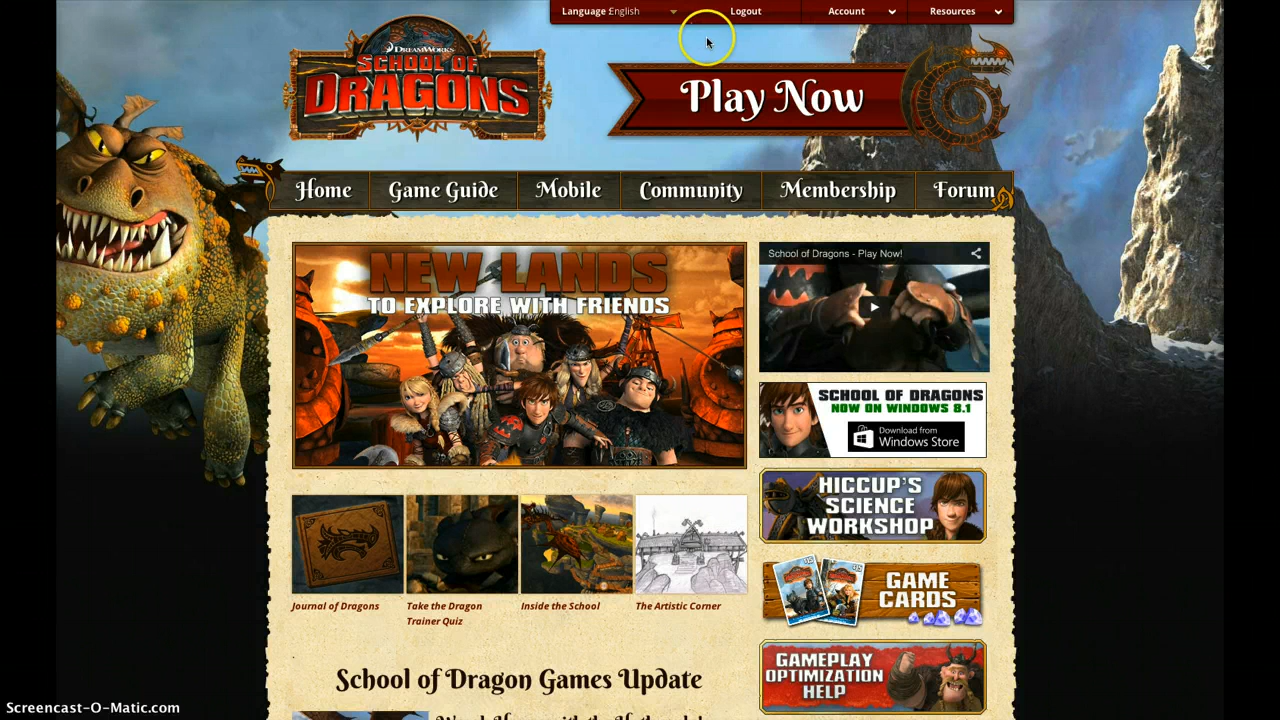 Language : English
Logout
Account
Resources
DREAMWORKS
SCHOOL OF
DRAGONS
Play Now
Home
Game Guide
Mobile
Community
Membership
Forum
NEW LANDS
TO EXPLORE WITH FRIENDS
School of Dragons - Play Now!
SCHOOL OF DRAGONS
NOW ON WINDOWS 8.1
Download from
Windows Store
HICCUP'S
SCIENCE
WORKSHOP
GAME
CARDS
GAMEPLAY
OPTIMIZATION
HELP
Journal of Dragons
Take the Dragon
Trainer Quiz
Inside the School
The Artistic Corner
School of Dragon Games Update
Screencast-O-Matic.com